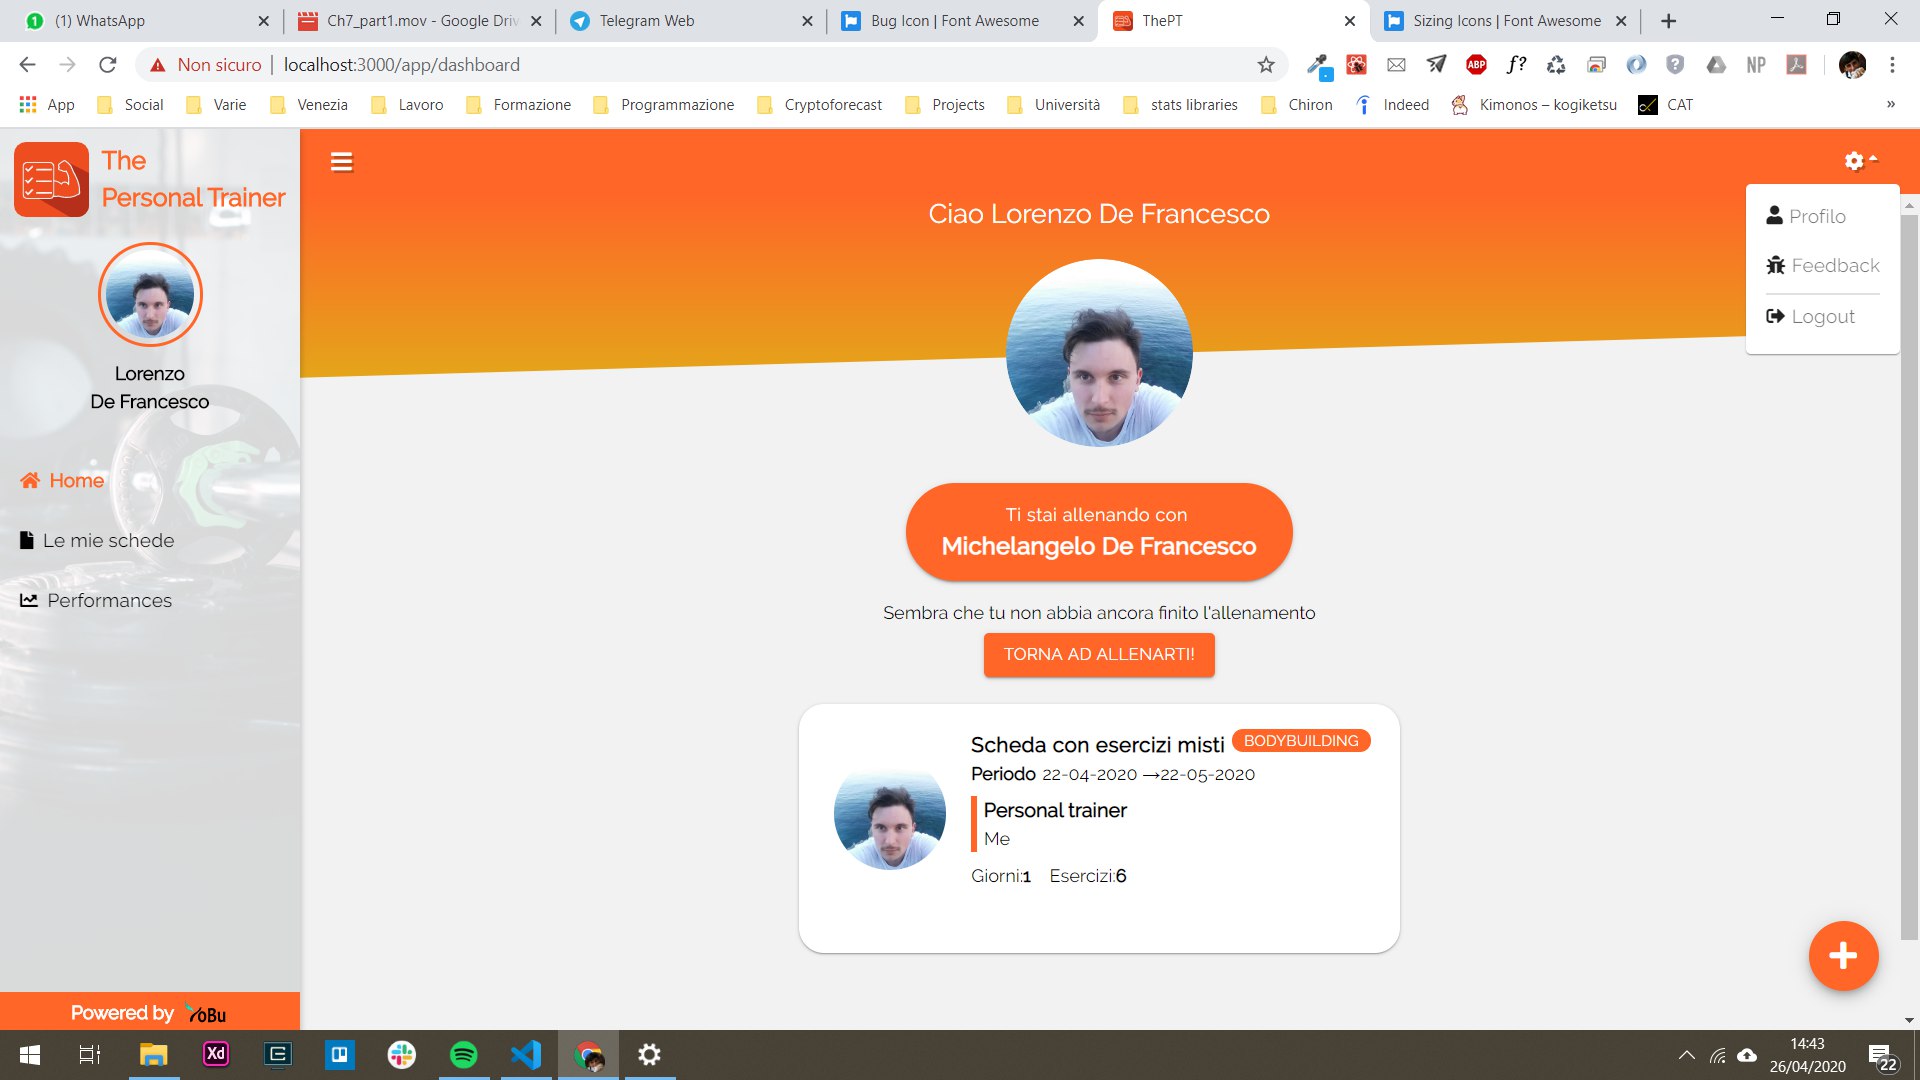 (1) WhatsApp
Ch7_part1.mov - Google Driv
Telegram Web
Bug Icon | Font Awesome
ThePT
Sizing Icons | Font Awesome
Non sicuro
localhost:3000/app/dashboard
ABP
f?
NP
App
Social
Varie
Venezia
Lavoro
Formazione
Programmazione
Cryptoforecast
Projects
Università
stats libraries
Chiron
Indeed
Kimonos – kogiketsu
CAT
»
The
Personal Trainer
Lorenzo
De Francesco
Home
Le mie schede
Performances
Powered by YoBu
Ciao Lorenzo De Francesco
Profilo
Feedback
Logout
Ti stai allenando con
Michelangelo De Francesco
Sembra che tu non abbia ancora finito l'allenamento
TORNA AD ALLENARTI!
Scheda con esercizi misti BODYBUILDING
Periodo 22-04-2020 →22-05-2020
Personal trainer
Me
Giorni:1 Esercizi:6
Xd
14:43
26/04/2020
22